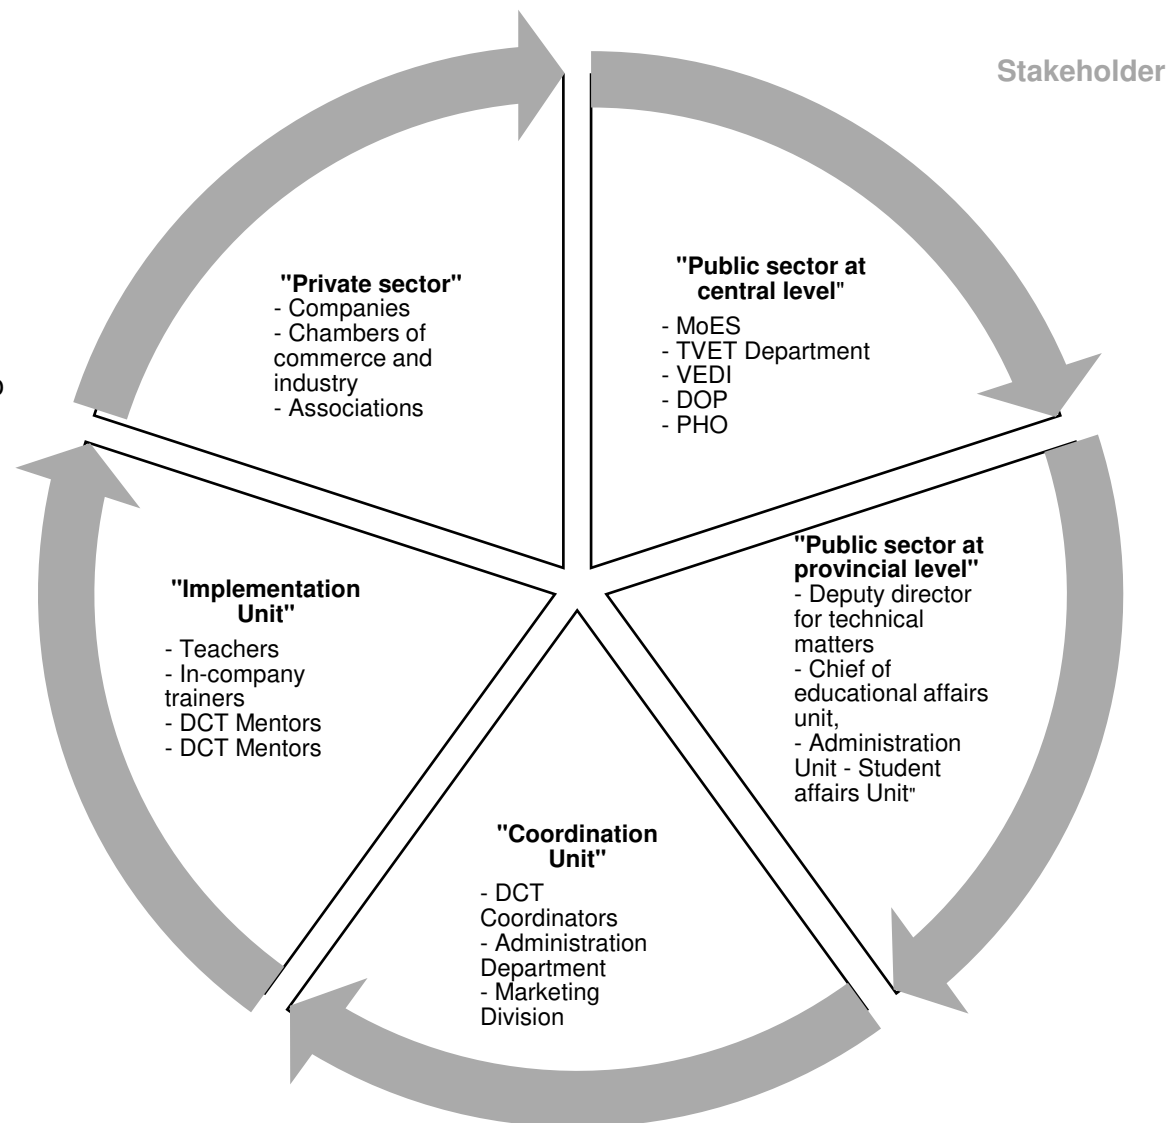 Stakeholder
"Private sector"
- Companies
- Chambers of
commerce and
industry
- Associations
"Public sector at
central level"
- MoES
- TVET Department
- VEDI
- DOP
- PHO
"Public sector at
provincial level"
- Deputy director
for technical
matters
- Chief of
educational affairs
unit,
- Administration
Unit - Student
affairs Unit"
"Coordination
Unit"
- DCT
Coordinators
- Administration
Department
- Marketing
Division
"Implementation
Unit"
- Teachers
- In-company
trainers
- DCT Mentors
- DCT Mentors